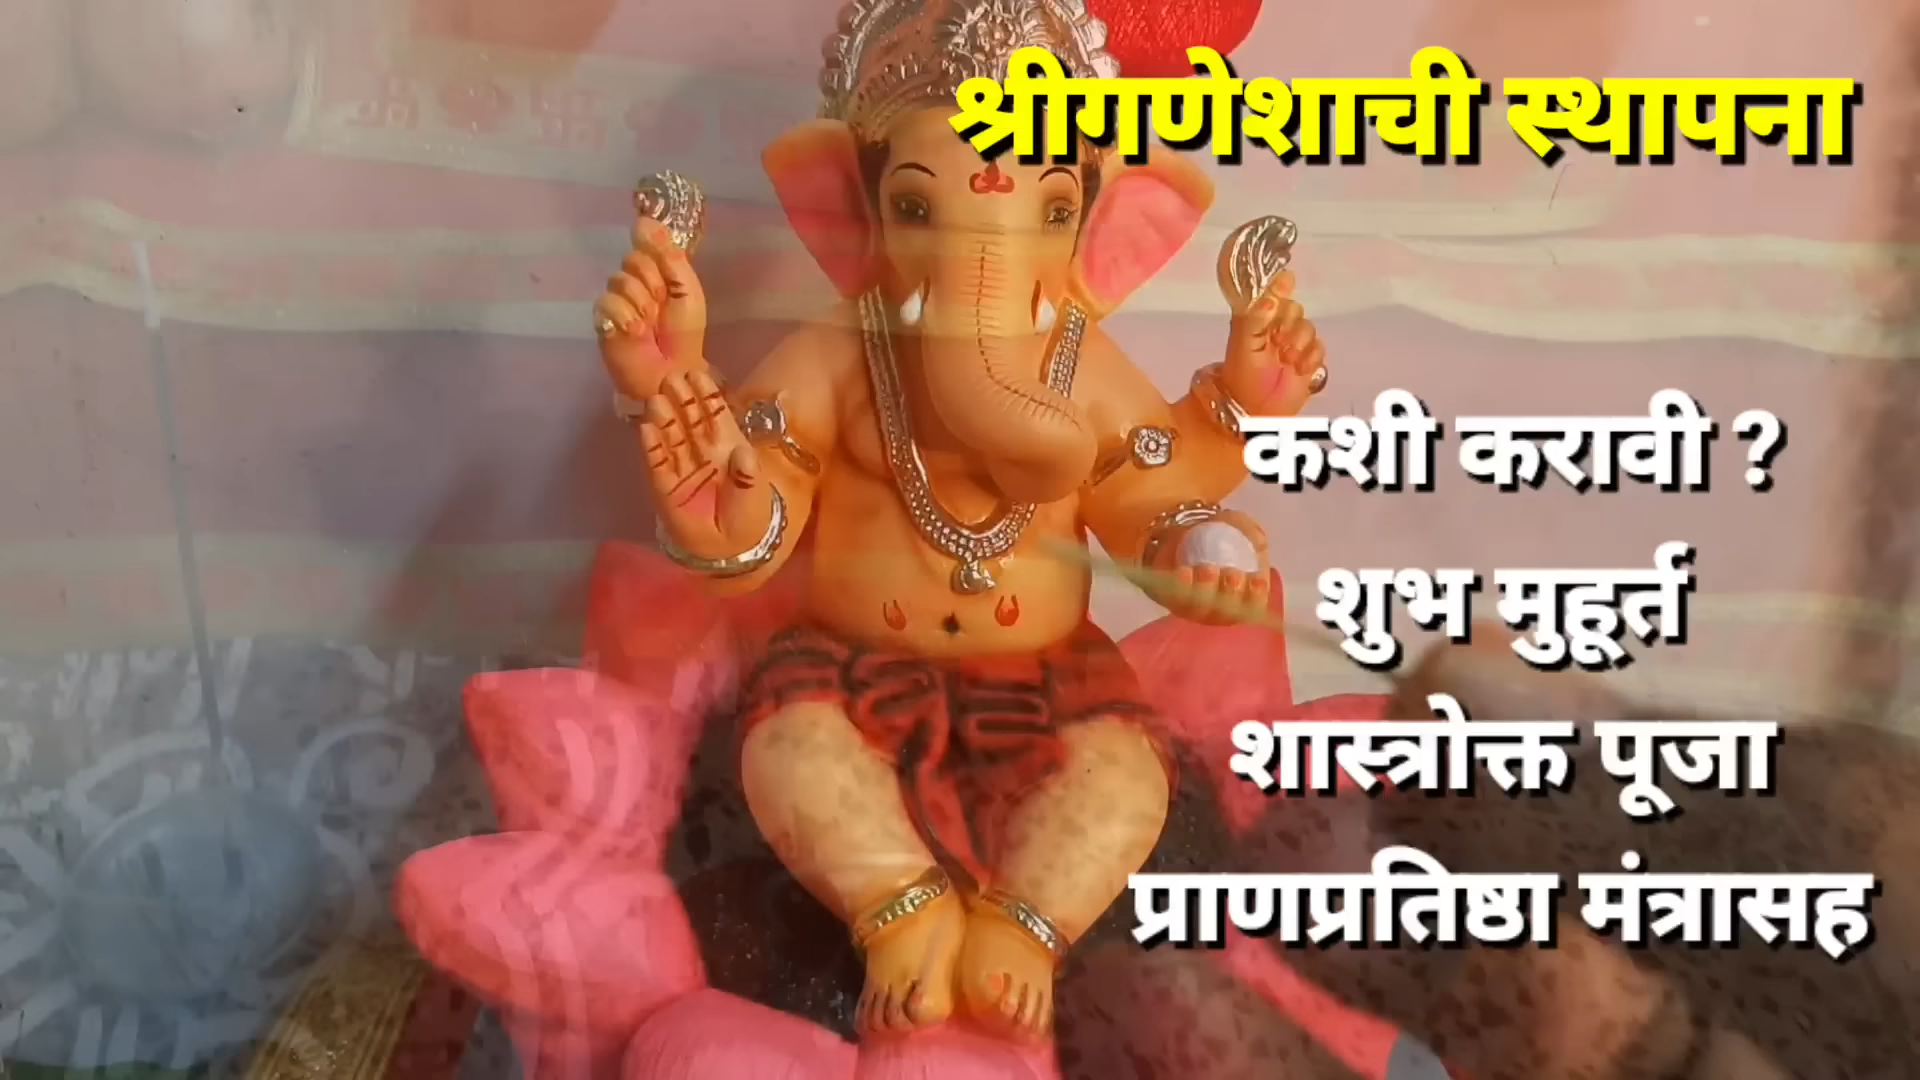 श्रीगणेशाची स्थापना
कशी करावी ?
शुभ मुहूर्त
शास्त्रोक्त पूजा
प्राणप्रतिष्ठा मंत्रासह